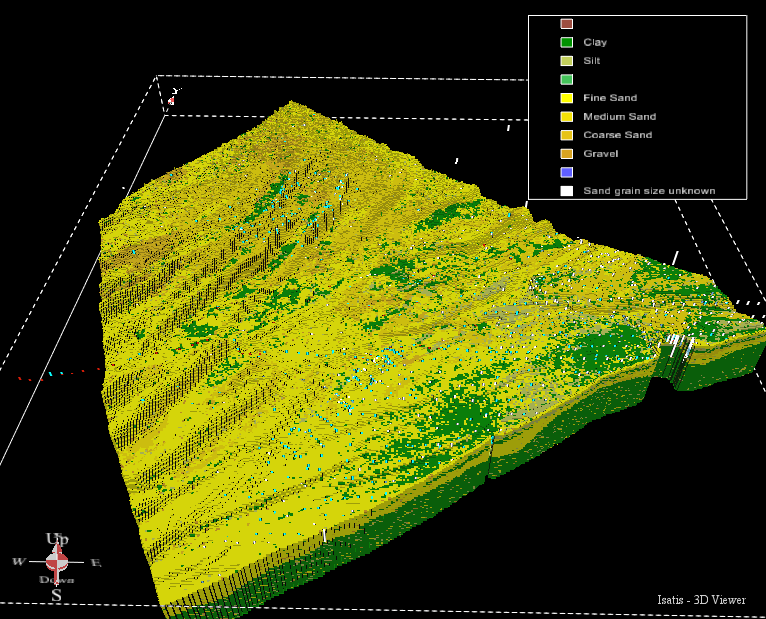 Clay
Silt
Fine Sand
Medium Sand
Coarse Sand
Gravel
Sand grain size unknown
Up
W
E
Down
S
Isatis - 3D Viewer